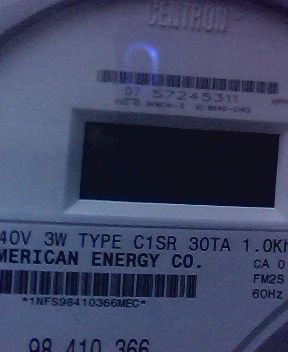 CENTRON
07 57245311
40V 3W TYPE C1SR 30TA 1.0Kh
MERICAN ENERGY CO.
CA 0
FM2S
60Hz
*1NFS98410366MEC*
98 410 366